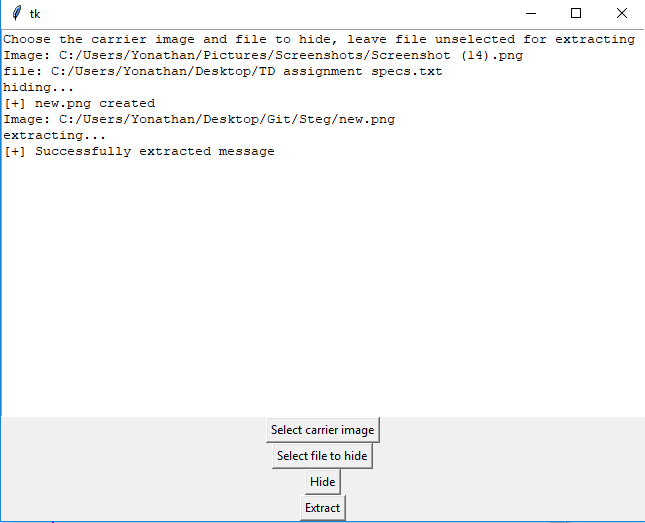 tk
Choose the carrier image and file to hide, leave file unselected for extracting
Image: C:/Users/Yonathan/Pictures/Screenshots/Screenshot (14).png
file: C:/Users/Yonathan/Desktop/TD assignment specs.txt
hiding...
[+] new.png created
Image: C:/Users/Yonathan/Desktop/Git/Steg/new.png
extracting...
[+] Successfully extracted message
Select carrier image
Select file to hide
Hide
Extract